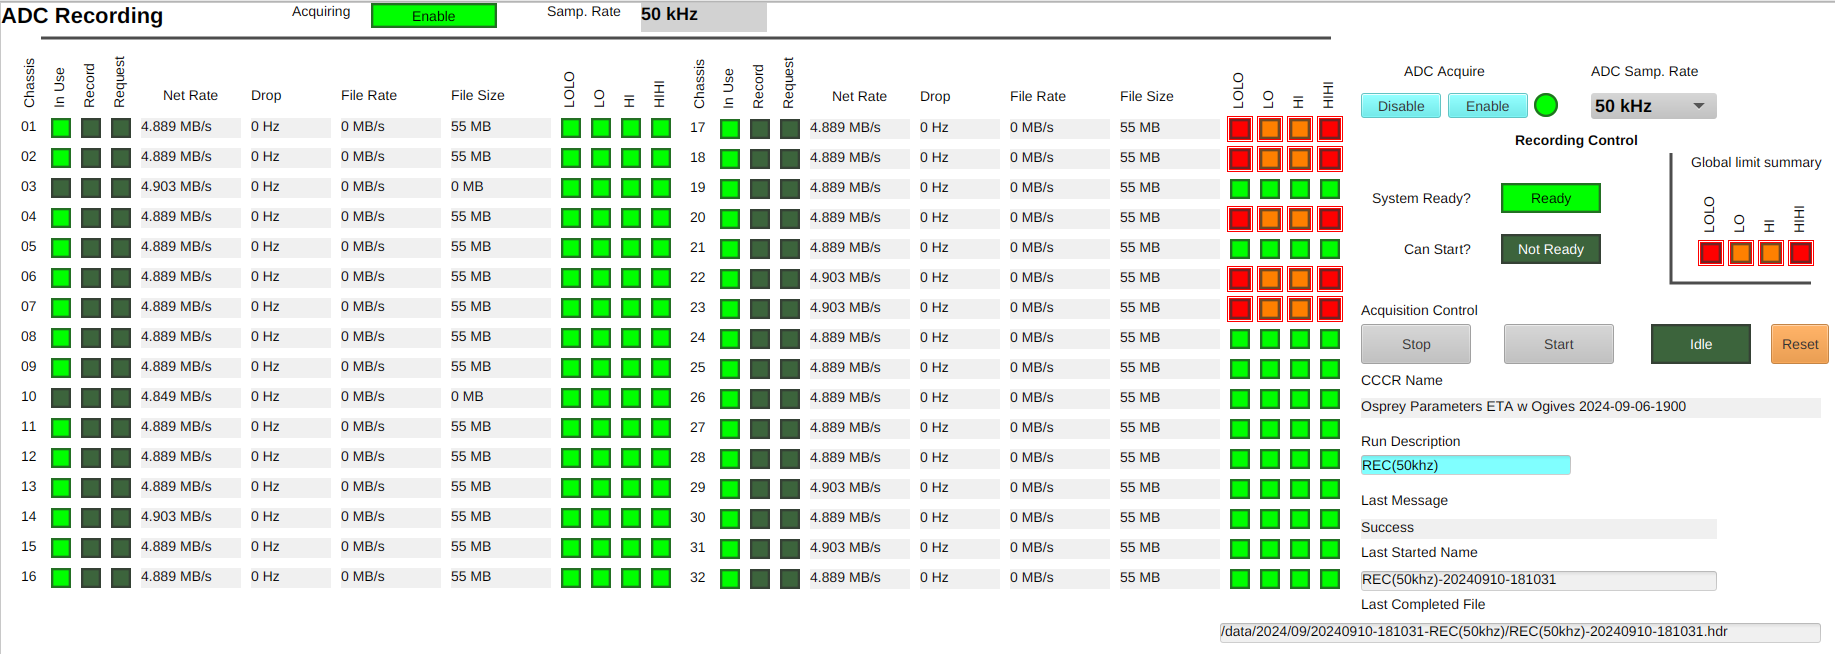 ADC Recording Acquiring Enable Samp. Rate 50 kHz
Chassis In Use Record Request Net Rate Drop File Rate File Size LOLO LO HI HIHI Chassis In Use Record Request Net Rate Drop File Rate File Size LOLO LO HI HIHI
01 4.889 MB/s 0 Hz 0 MB/s 55 MB 17 4.889 MB/s 0 Hz 0 MB/s 55 MB
02 4.889 MB/s 0 Hz 0 MB/s 55 MB 18 4.889 MB/s 0 Hz 0 MB/s 55 MB
03 4.903 MB/s 0 Hz 0 MB/s 0 MB 19 4.889 MB/s 0 Hz 0 MB/s 55 MB
04 4.889 MB/s 0 Hz 0 MB/s 55 MB 20 4.889 MB/s 0 Hz 0 MB/s 55 MB
05 4.889 MB/s 0 Hz 0 MB/s 55 MB 21 4.889 MB/s 0 Hz 0 MB/s 55 MB
06 4.889 MB/s 0 Hz 0 MB/s 55 MB 22 4.903 MB/s 0 Hz 0 MB/s 55 MB
07 4.889 MB/s 0 Hz 0 MB/s 55 MB 23 4.903 MB/s 0 Hz 0 MB/s 55 MB
08 4.889 MB/s 0 Hz 0 MB/s 55 MB 24 4.889 MB/s 0 Hz 0 MB/s 55 MB
09 4.889 MB/s 0 Hz 0 MB/s 55 MB 25 4.889 MB/s 0 Hz 0 MB/s 55 MB
10 4.849 MB/s 0 Hz 0 MB/s 0 MB 26 4.889 MB/s 0 Hz 0 MB/s 55 MB
11 4.889 MB/s 0 Hz 0 MB/s 55 MB 27 4.889 MB/s 0 Hz 0 MB/s 55 MB
12 4.889 MB/s 0 Hz 0 MB/s 55 MB 28 4.889 MB/s 0 Hz 0 MB/s 55 MB
13 4.889 MB/s 0 Hz 0 MB/s 55 MB 29 4.903 MB/s 0 Hz 0 MB/s 55 MB
14 4.903 MB/s 0 Hz 0 MB/s 55 MB 30 4.889 MB/s 0 Hz 0 MB/s 55 MB
15 4.889 MB/s 0 Hz 0 MB/s 55 MB 31 4.903 MB/s 0 Hz 0 MB/s 55 MB
16 4.889 MB/s 0 Hz 0 MB/s 55 MB 32 4.889 MB/s 0 Hz 0 MB/s 55 MB
ADC Acquire ADC Samp. Rate
Disable Enable 50 kHz
Recording Control
Global limit summary
System Ready? Ready
LOLO LO HI HIHI
Can Start? Not Ready
Acquisition Control
Stop Start Idle Reset
CCCR Name
Osprey Parameters ETA w Ogives 2024-09-06-1900
Run Description
REC(50khz)
Last Message
Success
Last Started Name
REC(50khz)-20240910-181031
Last Completed File
/data/2024/09/20240910-181031-REC(50khz)/REC(50khz)-20240910-181031.hdr